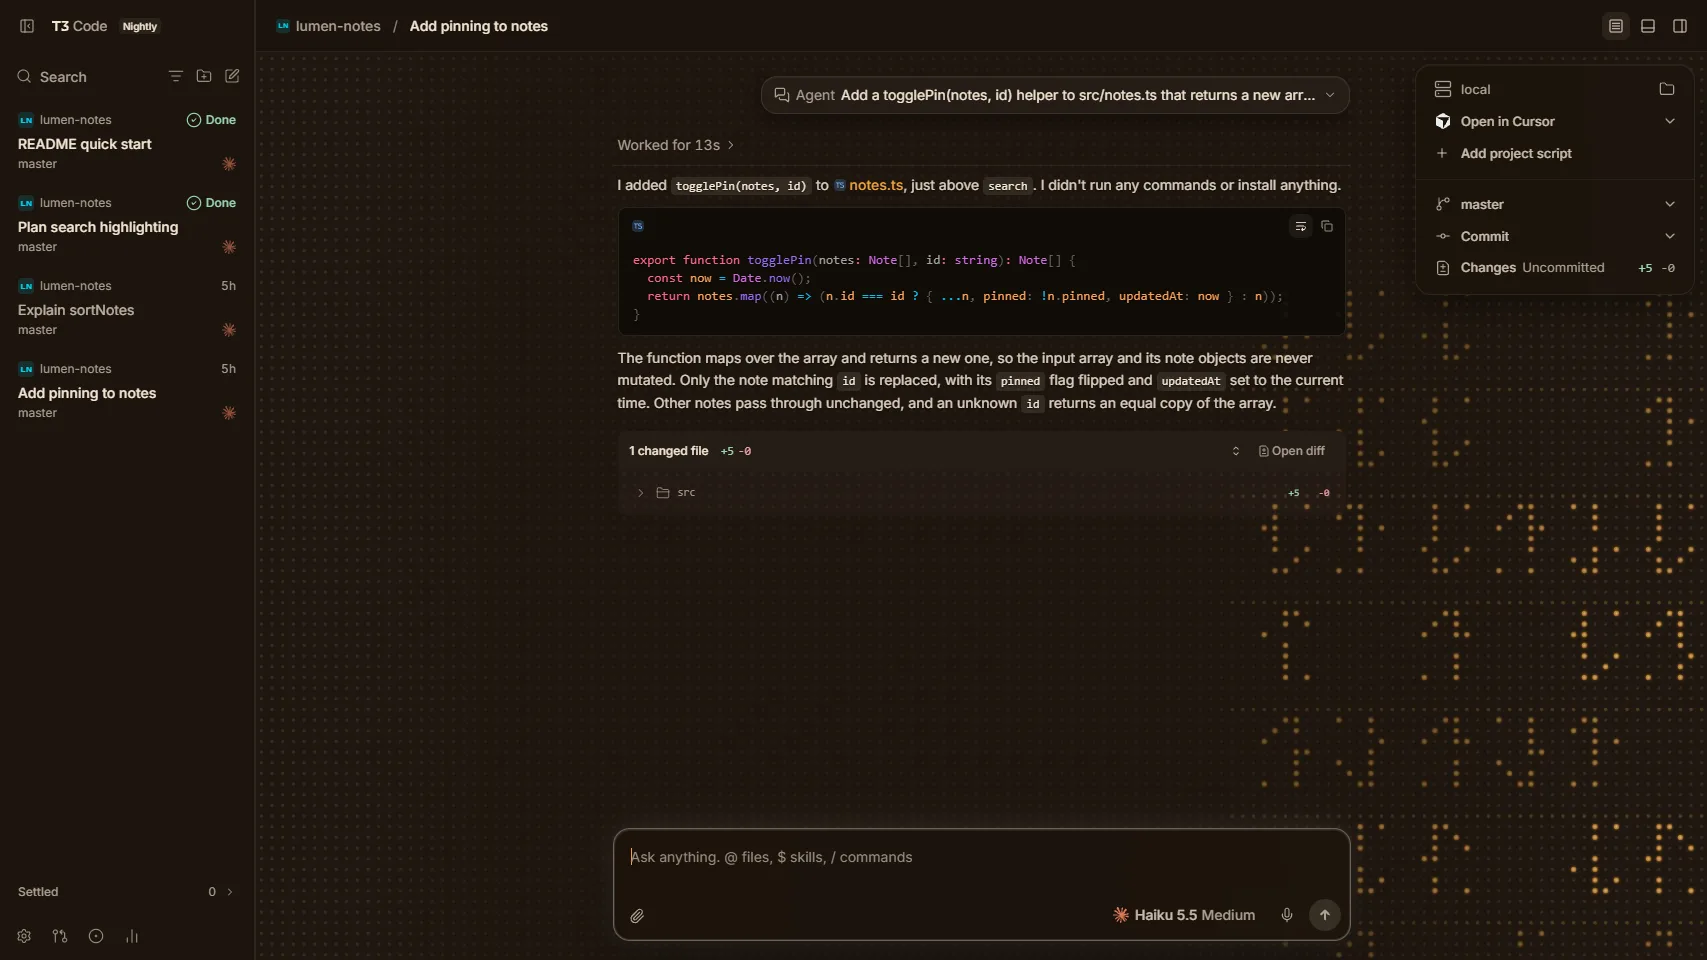 T3 Code Nightly
Search
LN lumen-notes Done
README quick start
master
LN lumen-notes Done
Plan search highlighting
master
LN lumen-notes 5h
Explain sortNotes
master
LN lumen-notes 5h
Add pinning to notes
master
Settled 0
LN lumen-notes / Add pinning to notes
Agent Add a togglePin(notes, id) helper to src/notes.ts that returns a new arr...
Worked for 13s
I added togglePin(notes, id) to TS notes.ts, just above search. I didn't run any commands or install anything.
TS
export function togglePin(notes: Note[], id: string): Note[] {
const now = Date.now();
return notes.map((n) => (n.id === id ? { ...n, pinned: !n.pinned, updatedAt: now } : n));
}
The function maps over the array and returns a new one, so the input array and its note objects are never
mutated. Only the note matching id is replaced, with its pinned flag flipped and updatedAt set to the current
time. Other notes pass through unchanged, and an unknown id returns an equal copy of the array.
1 changed file +5 -0 Open diff
src +5 -0
Ask anything. @ files, $ skills, / commands
Haiku 5.5 Medium
local
Open in Cursor
Add project script
master
Commit
Changes Uncommitted +5 -0